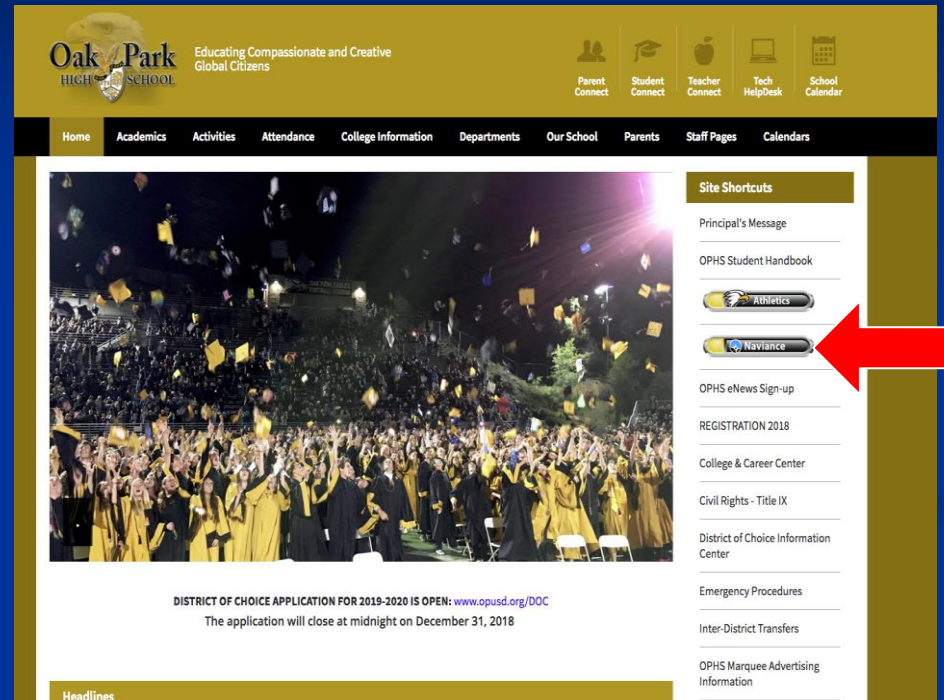 Oak Park
HIGH SCHOOL
Educating Compassionate and Creative
Global Citizens
Parent
Connect
Student
Connect
Teacher
Connect
Tech
HelpDesk
School
Calendar
Home Academics Activities Attendance College Information Departments Our School Parents Staff Pages Calendars
Site Shortcuts
Principal's Message
OPHS Student Handbook
Athletics
Naviance
OPHS eNews Sign-up
REGISTRATION 2018
College & Career Center
Civil Rights - Title IX
District of Choice Information
Center
Emergency Procedures
Inter-District Transfers
OPHS Marquee Advertising
Information
DISTRICT OF CHOICE APPLICATION FOR 2019-2020 IS OPEN: www.opusd.org/DOC
The application will close at midnight on December 31, 2018
Headlines